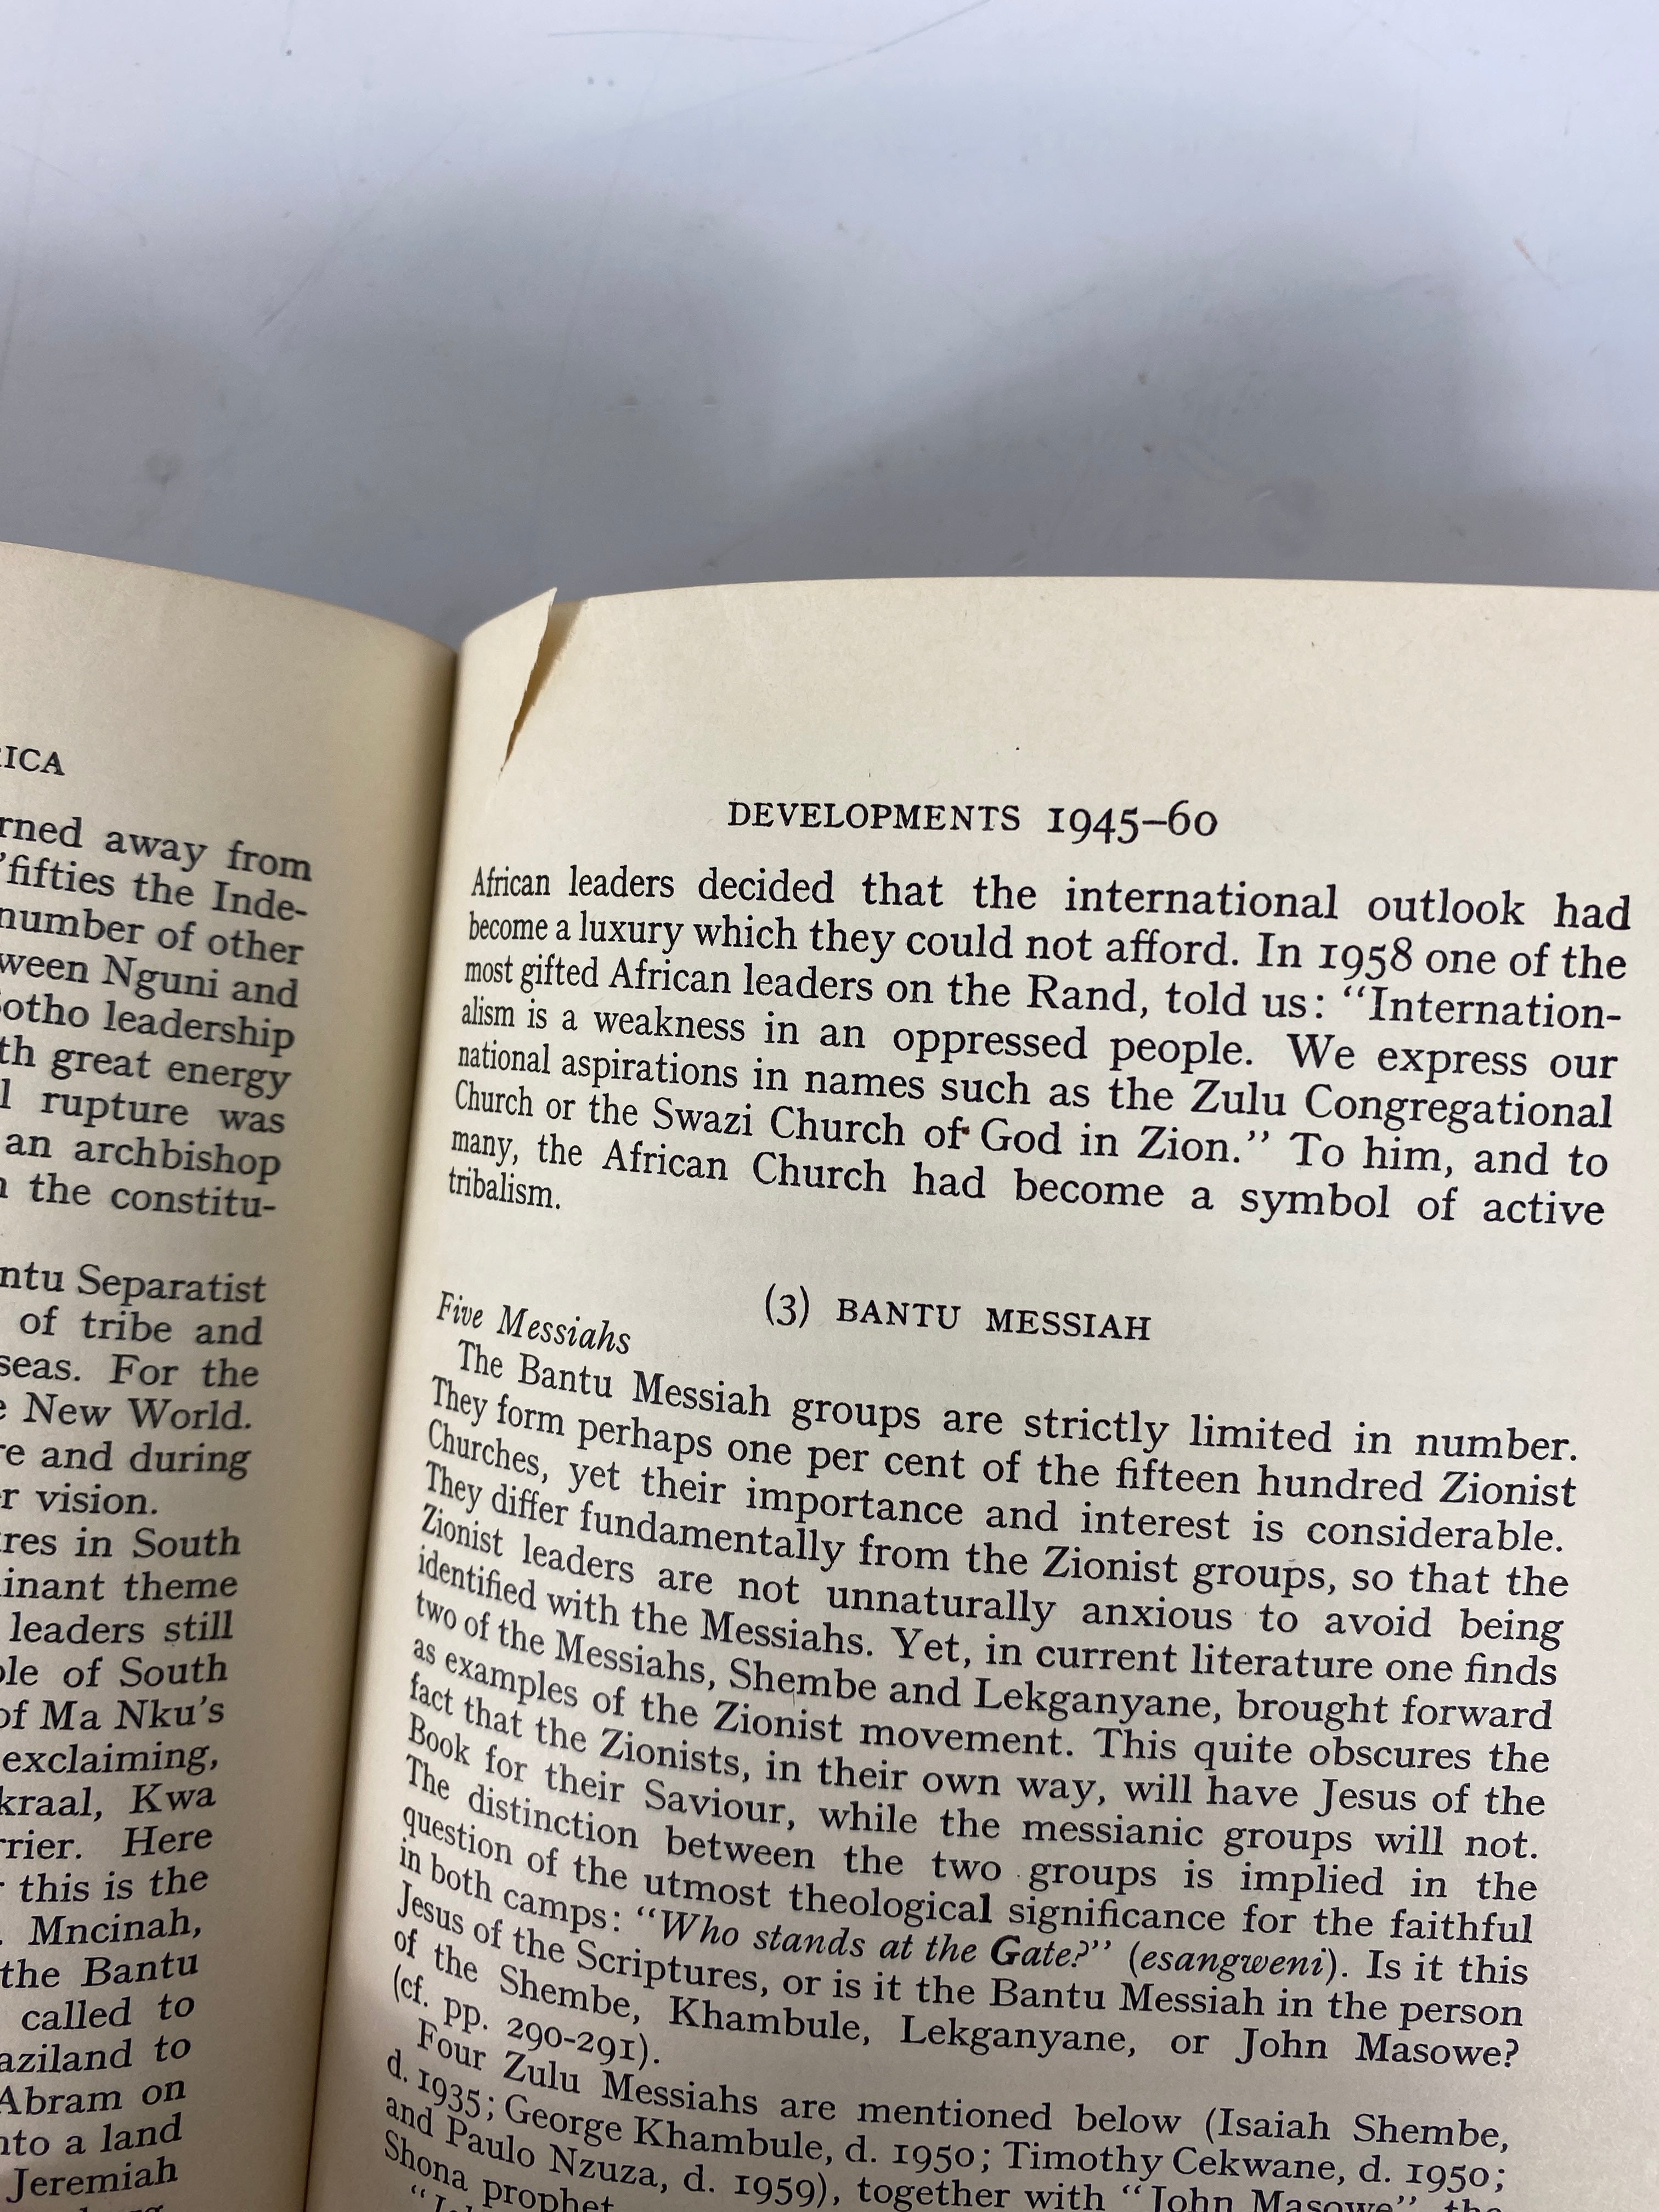 ICA
rned away from
'fifties the Inde-
number of other
ween Nguni and
otho leadership
th great energy
l rupture was
an archbishop
n the constitu-
ntu Separatist
of tribe and
seas. For the
e New World.
re and during
r vision.
res in South
inant theme
leaders still
ole of South
of Ma Nku's
exclaiming,
kraal, Kwa
rrier. Here
this is the
. Mncinah,
the Bantu
called to
aziland to
Abram on
nto a land
Jeremiah
DEVELOPMENTS 1945–60
African leaders decided that the international outlook had
become a luxury which they could not afford. In 1958 one of the
most gifted African leaders on the Rand, told us: "Internation-
alism is a weakness in an oppressed people. We express our
national aspirations in names such as the Zulu Congregational
Church or the Swazi Church of God in Zion." To him, and to
many, the African Church had become a symbol of active
tribalism.
(3) BANTU MESSIAH
Five Messiahs
The Bantu Messiah groups are strictly limited in number.
They form perhaps one per cent of the fifteen hundred Zionist
Churches, yet their importance and interest is considerable.
They differ fundamentally from the Zionist groups, so that the
Zionist leaders are not unnaturally anxious to avoid being
identified with the Messiahs. Yet, in current literature one finds
two of the Messiahs, Shembe and Lekganyane, brought forward
as examples of the Zionist movement. This quite obscures the
fact that the Zionists, in their own way, will have Jesus of the
Book for their Saviour, while the messianic groups will not.
The distinction between the two groups is implied in the
question of the utmost theological significance for the faithful
in both camps: "Who stands at the Gate?" (esangweni). Is it this
Jesus of the Scriptures, or is it the Bantu Messiah in the person
of the Shembe, Khambule, Lekganyane, or John Masowe?
(cf. pp. 290-291).
Four Zulu Messiahs are mentioned below (Isaiah Shembe,
d. 1935; George Khambule, d. 1950; Timothy Cekwane, d. 1950;
and Paulo Nzuza, d. 1959), together with "John Masowe", the
Shona prophet